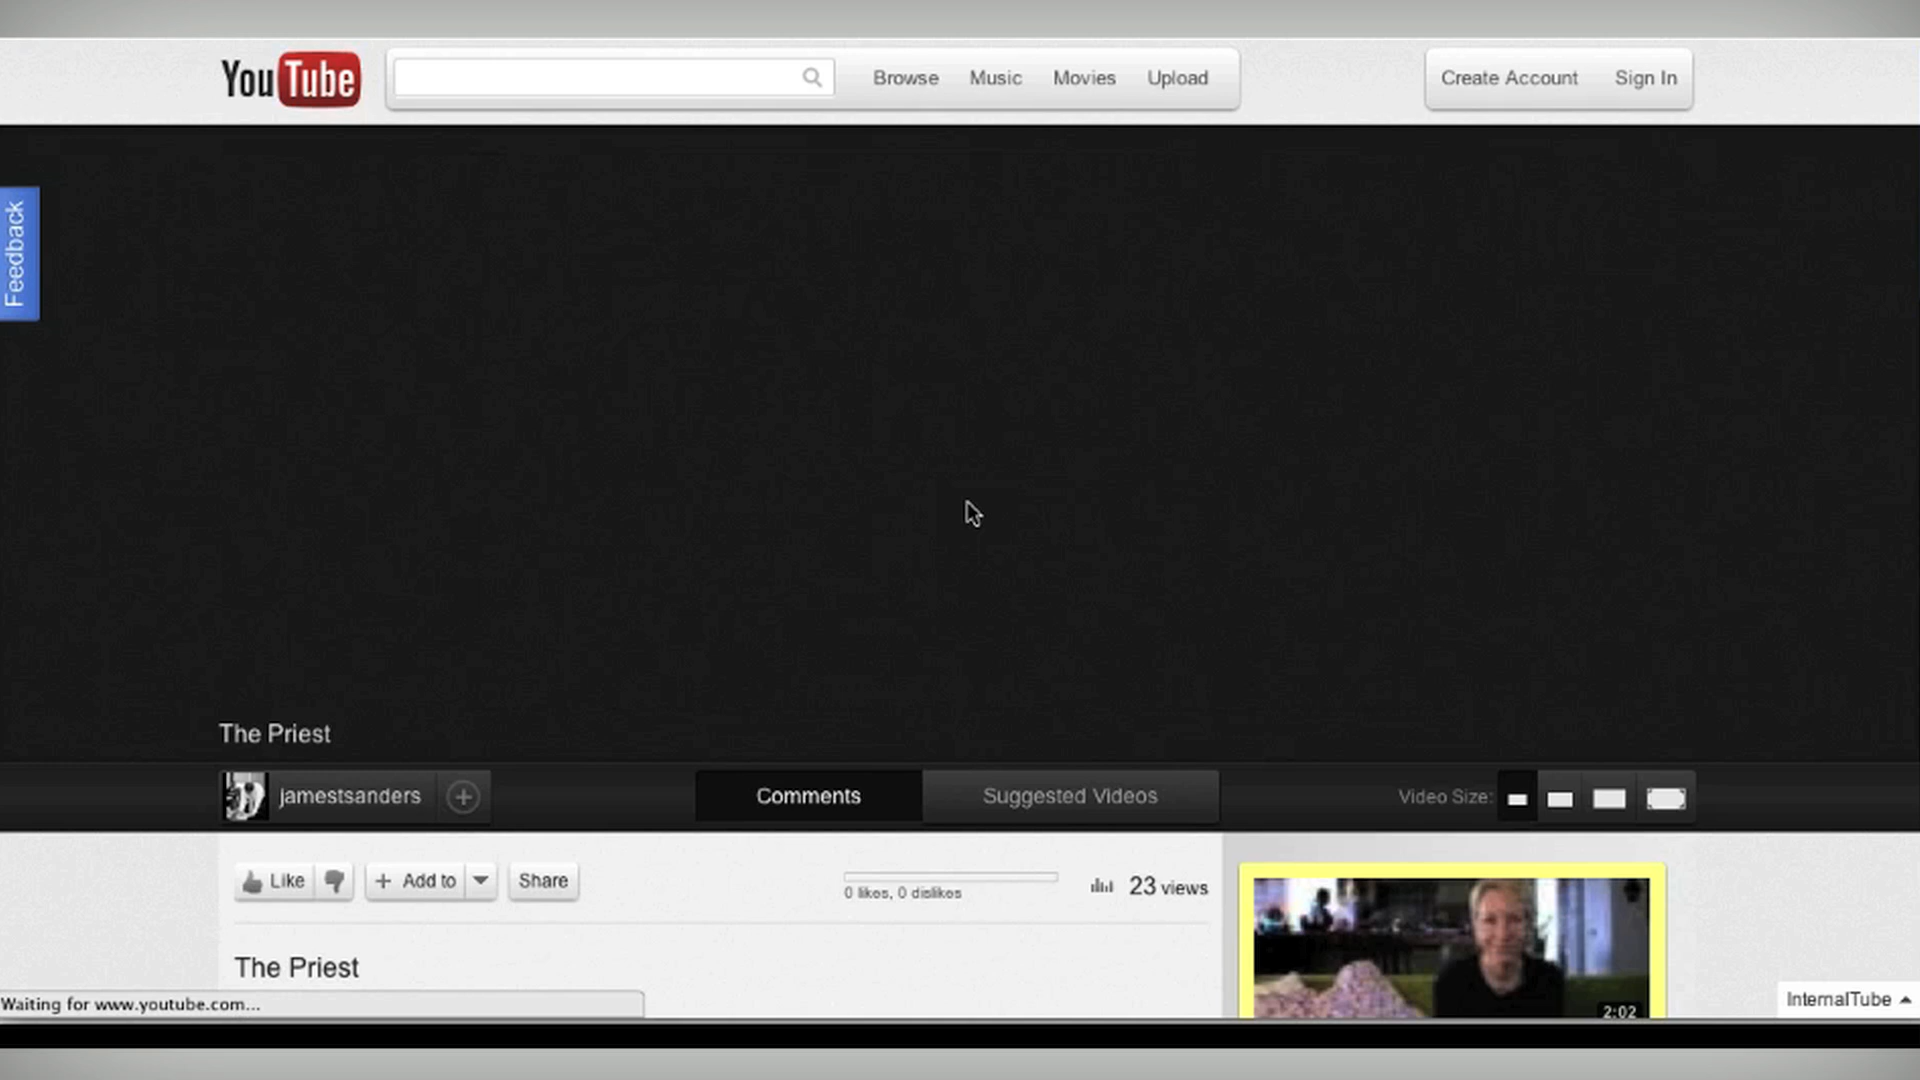 YouTube
Browse Music Movies Upload
Create Account Sign In
Feedback
The Priest
jamestsanders
Comments
Suggested Videos
Video Size:
Like
+ Add to
Share
0 likes, 0 dislikes
23 views
The Priest
Waiting for www.youtube.com...
2:02
InternalTube